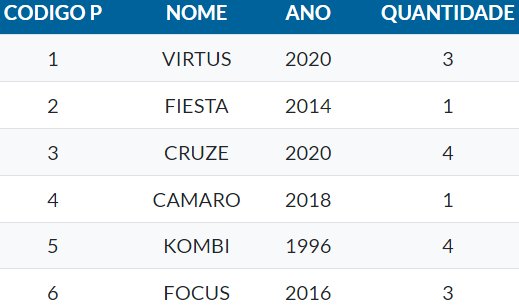 CODIGO P NOME ANO QUANTIDADE
1 VIRTUS 2020 3
2 FIESTA 2014 1
3 CRUZE 2020 4
4 CAMARO 2018 1
5 KOMBI 1996 4
6 FOCUS 2016 3